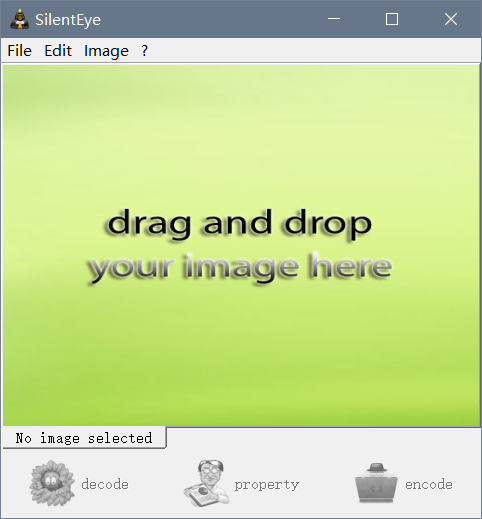 SilentEye
File Edit Image ?
drag and drop
your image here
No image selected
decode property encode